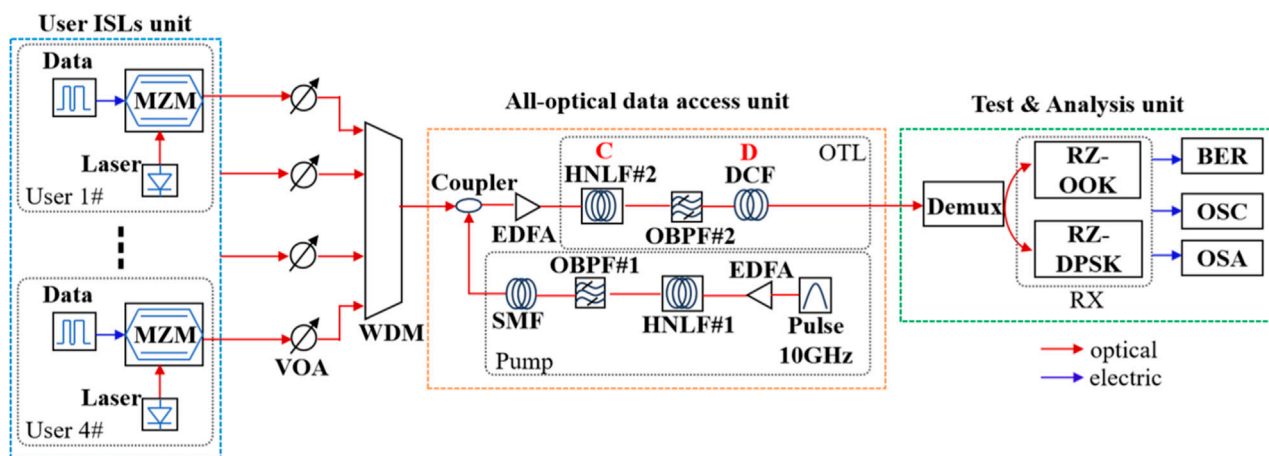 User ISLs unit
Data
MZM
Laser
User 1#
Data
MZM
Laser
User 4#
VOA
WDM
All-optical data access unit
Coupler
EDFA
C
HNLF#2
OBPF#2
D
DCF
OTL
SMF
OBPF#1
HNLF#1
EDFA
Pulse
10GHz
Pump
Test & Analysis unit
Demux
RZ-
OOK
RZ-
DPSK
RX
BER
OSC
OSA
optical
electric